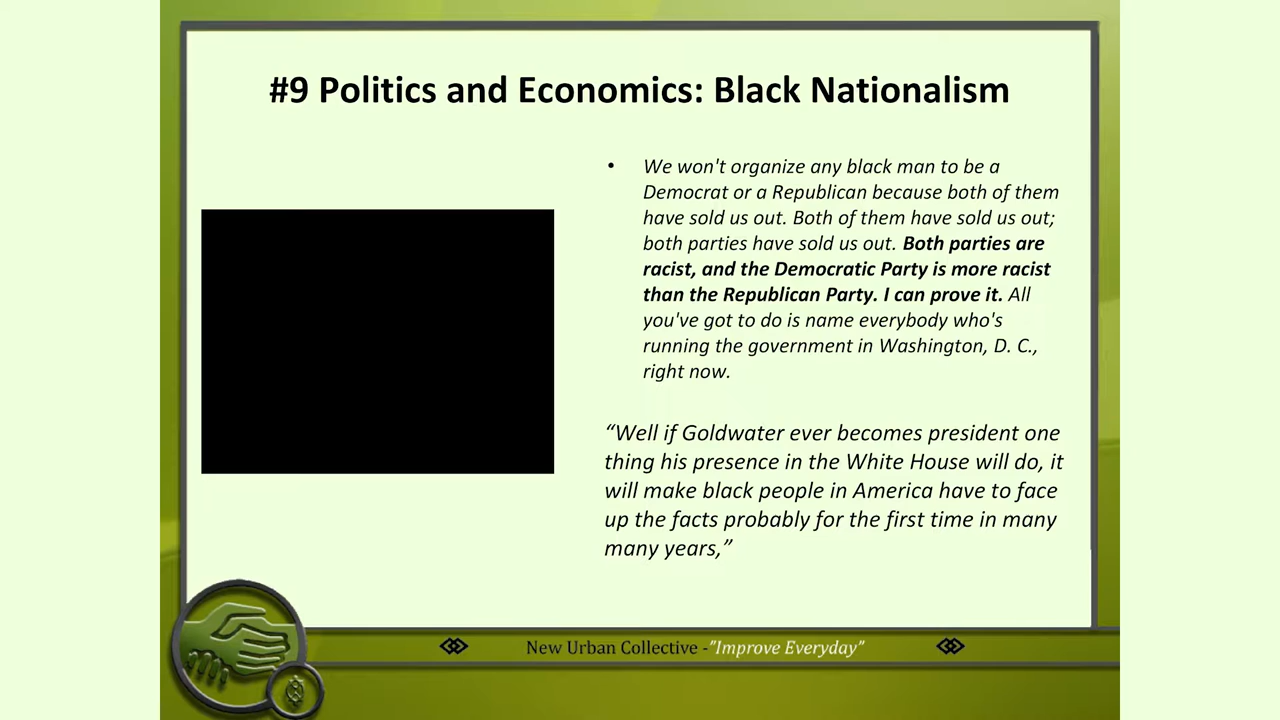 #9 Politics and Economics: Black Nationalism
• We won't organize any black man to be a
Democrat or a Republican because both of them
have sold us out. Both of them have sold us out;
both parties have sold us out. Both parties are
racist, and the Democratic Party is more racist
than the Republican Party. I can prove it. All
you've got to do is name everybody who's
running the government in Washington, D. C.,
right now.
“Well if Goldwater ever becomes president one
thing his presence in the White House will do, it
will make black people in America have to face
up the facts probably for the first time in many
many years,”
New Urban Collective -”Improve Everyday”